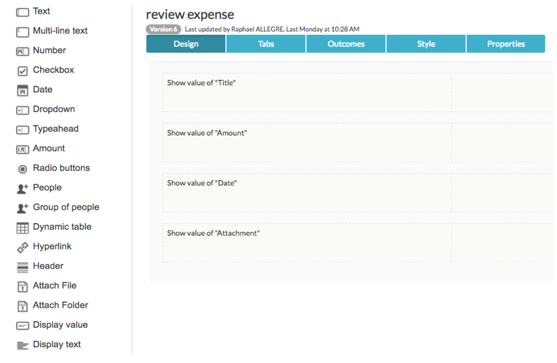 Text
Multi-line text
Number
Checkbox
Date
Dropdown
Typeahead
Amount
Radio buttons
People
Group of people
Dynamic table
Hyperlink
Header
Attach File
Attach Folder
Display value
Display text
review expense
Version 6 Last updated by Raphael ALLEGRE, Last Monday at 10:28 AM
Design Tabs Outcomes Style Properties
Show value of "Title"
Show value of "Amount"
Show value of "Date"
Show value of "Attachment"